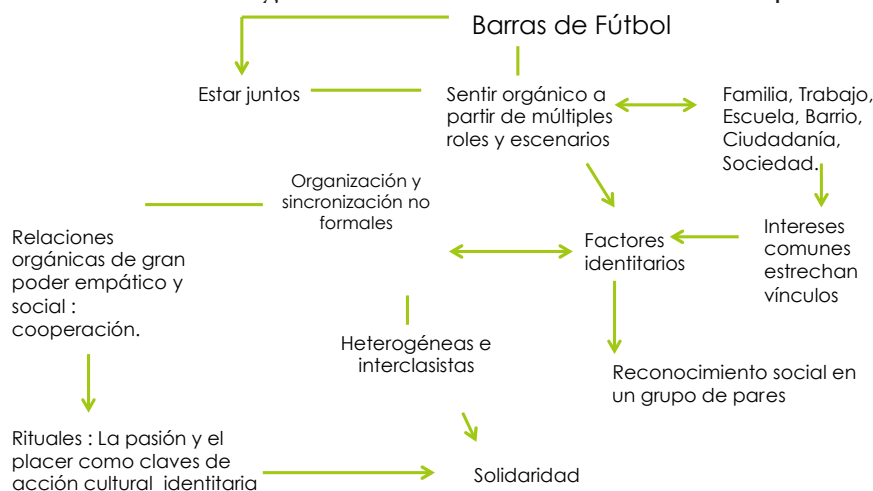 Barras de Fútbol
Estar juntos
Sentir orgánico a
partir de múltiples
roles y escenarios
Familia, Trabajo,
Escuela, Barrio,
Ciudadanía,
Sociedad.
Organización y
sincronización no
formales
Relaciones
orgánicas de gran
poder empático y
social :
cooperación.
Factores
identitarios
Intereses
comunes
estrechan
vínculos
Heterogéneas e
interclasistas
Reconocimiento social en
un grupo de pares
Rituales : La pasión y el
placer como claves de
acción cultural identitaria
Solidaridad